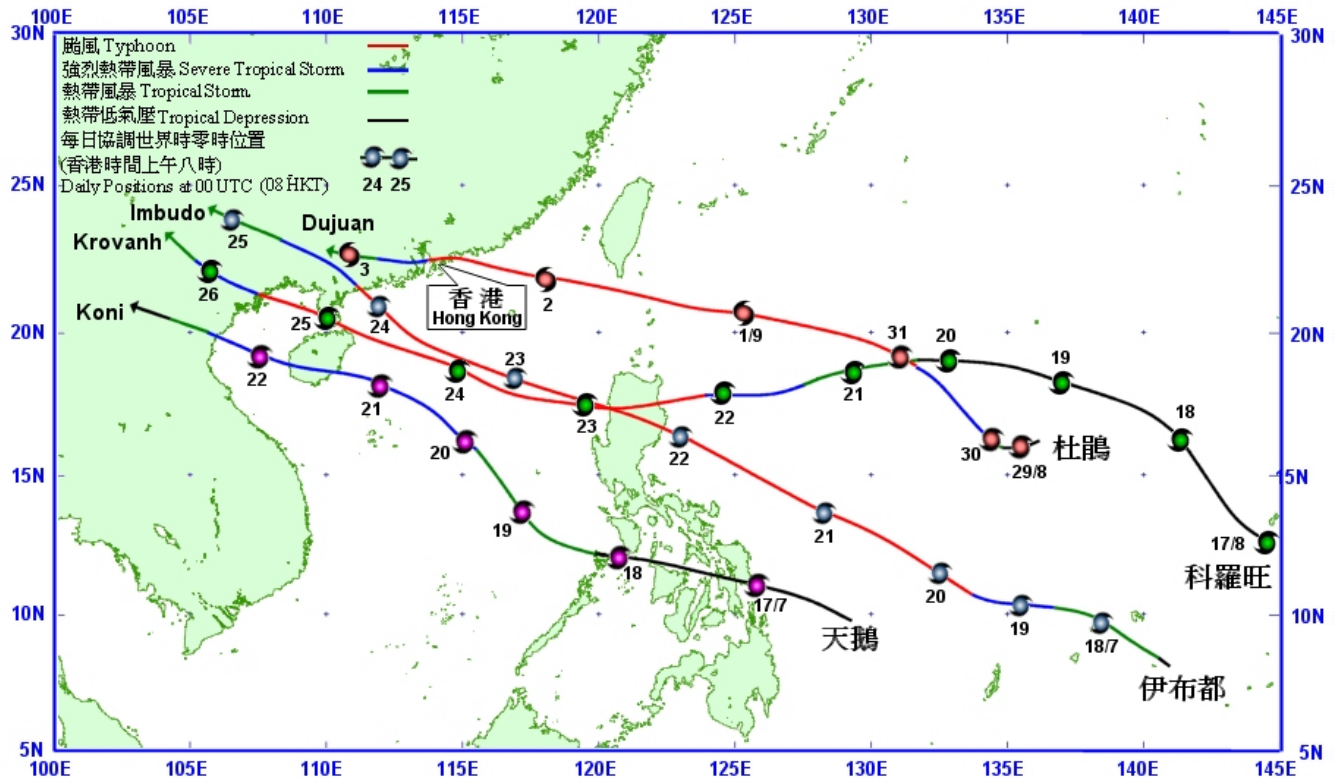 100E 105E 110E 115E 120E 125E 130E 135E 140E 145E
30N 30N
颱風 Typhoon
強烈熱帶風暴 Severe Tropical Storm
熱帶風暴 Tropical Storm
熱帶低氣壓 Tropical Depression
每日協調世界時零時位置
(香港時間上午八時)
Daily Positions at 00 UTC (08 HKT)
24 25
25N 25N
Imbudo
25
Dujuan
3
Krovanh
26
香港
Hong Kong
2
Koni
25
24
1/9
31
20
19
20N 20N
22
21
24
23
23
22
21
18
20
22
30
29/8
杜鵑
15N 15N
19
21
17/8
科羅旺
18
17/7
天鵝
20
19
18/7
伊布都
10N 10N
5N 5N
100E 105E 110E 115E 120E 125E 130E 135E 140E 145E